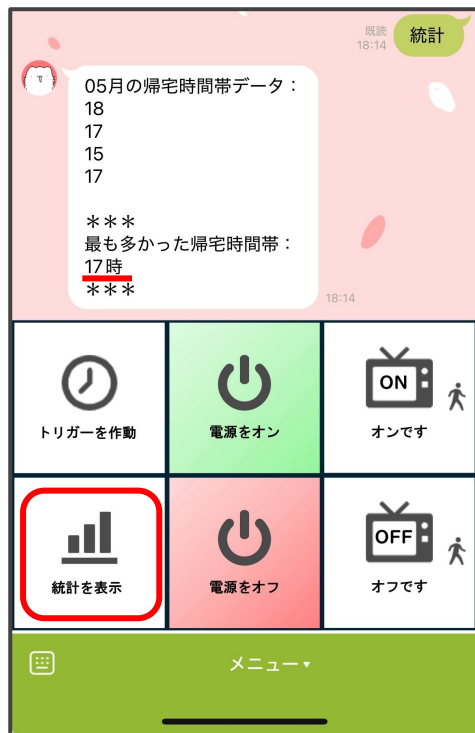 既読
18:14
統計
05月の帰宅時間帯データ：
18
17
15
17
＊＊＊
最も多かった帰宅時間帯：
17時
＊＊＊
18:14
トリガーを作動
電源をオン
ON
オンです
統計を表示
電源をオフ
OFF
オフです
メニュー▾